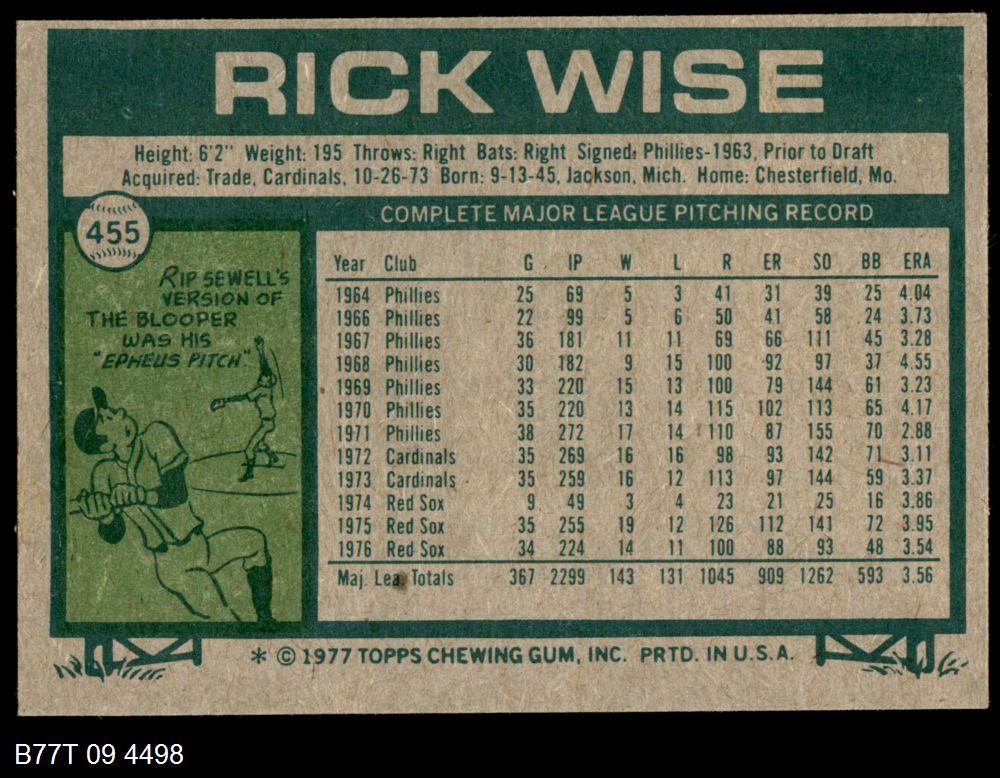 RICK WISE
Height: 6'2" Weight: 195 Throws: Right Bats: Right Signed: Phillies-1963, Prior to Draft
Acquired: Trade, Cardinals, 10-26-73 Born: 9-13-45, Jackson, Mich. Home: Chesterfield, Mo.
455
RIP SEWELL'S
VERSION OF
THE BLOOPER
WAS HIS
"EPHEUS PITCH."
COMPLETE MAJOR LEAGUE PITCHING RECORD
Year Club G IP W L R ER SO BB ERA
1964 Phillies 25 69 5 3 41 31 39 25 4.04
1966 Phillies 22 99 5 6 50 41 58 24 3.73
1967 Phillies 36 181 11 11 69 66 111 45 3.28
1968 Phillies 30 182 9 15 100 92 97 37 4.55
1969 Phillies 33 220 15 13 100 79 144 61 3.23
1970 Phillies 35 220 13 14 115 102 113 65 4.17
1971 Phillies 38 272 17 14 110 87 155 70 2.88
1972 Cardinals 35 269 16 16 98 93 142 71 3.11
1973 Cardinals 35 259 16 12 113 97 144 59 3.37
1974 Red Sox 9 49 3 4 23 21 25 16 3.86
1975 Red Sox 35 255 19 12 126 112 141 72 3.95
1976 Red Sox 34 224 14 11 100 88 93 48 3.54
Maj. Lea. Totals 367 2299 143 131 1045 909 1262 593 3.56
* © 1977 TOPPS CHEWING GUM, INC. PRTD. IN U.S.A.
B77T 09 4498